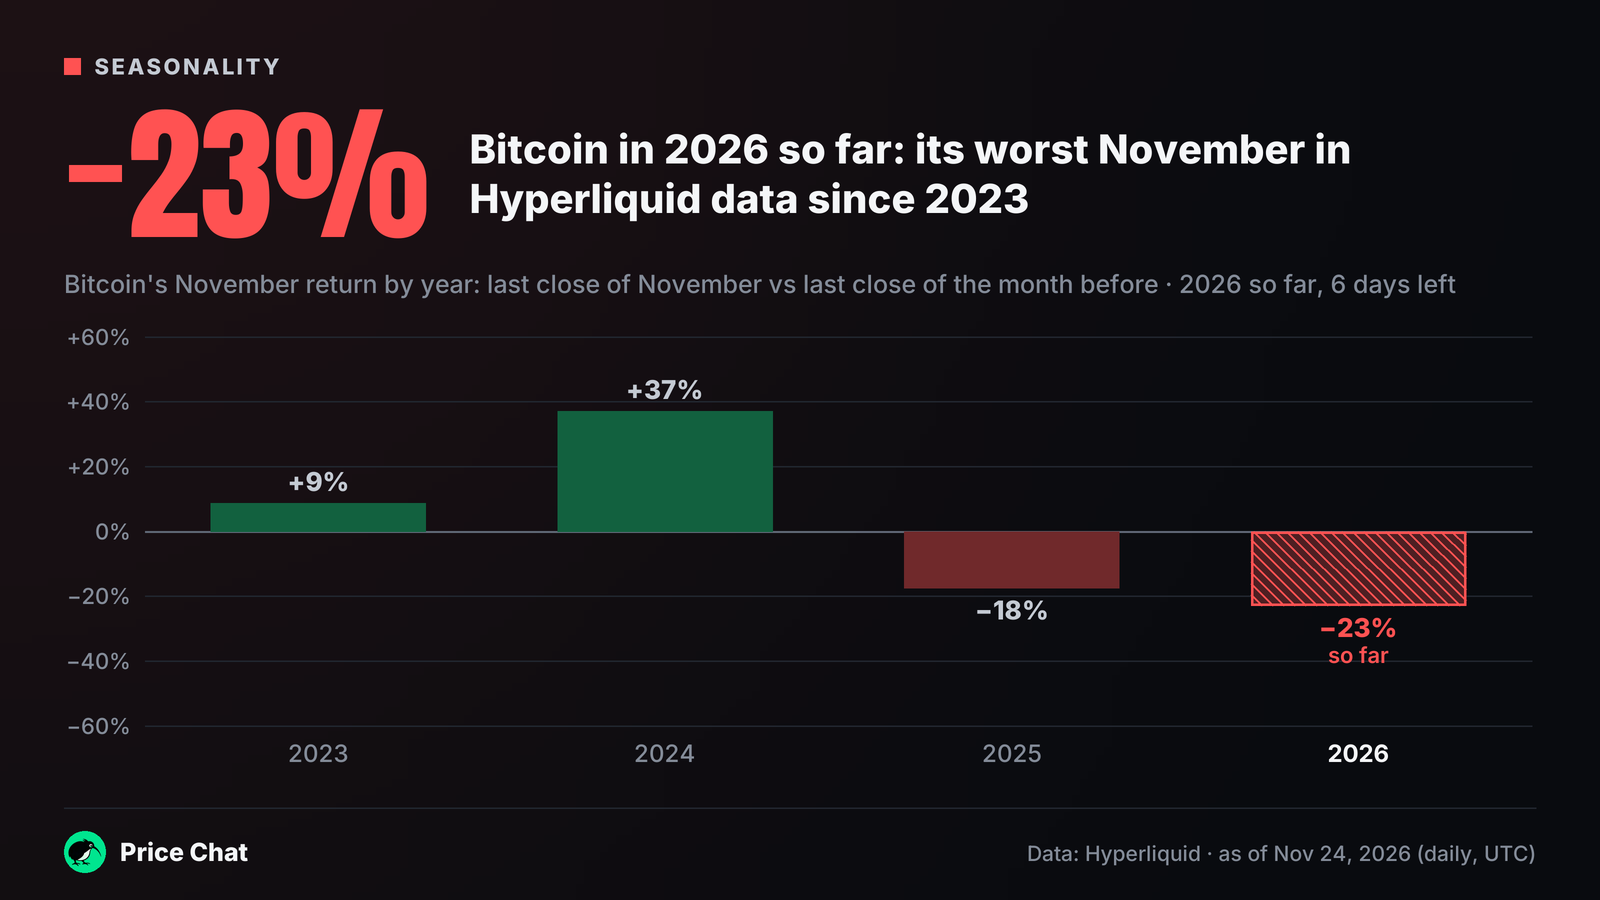 SEASONALITY
−23%
Bitcoin in 2026 so far: its worst November in
Hyperliquid data since 2023
Bitcoin's November return by year: last close of November vs last close of the month before · 2026 so far, 6 days left
+60%
+40%
+20%
0%
−20%
−40%
−60%
+9%
+37%
−18%
−23%
so far
2023
2024
2025
2026
Price Chat
Data: Hyperliquid · as of Nov 24, 2026 (daily, UTC)